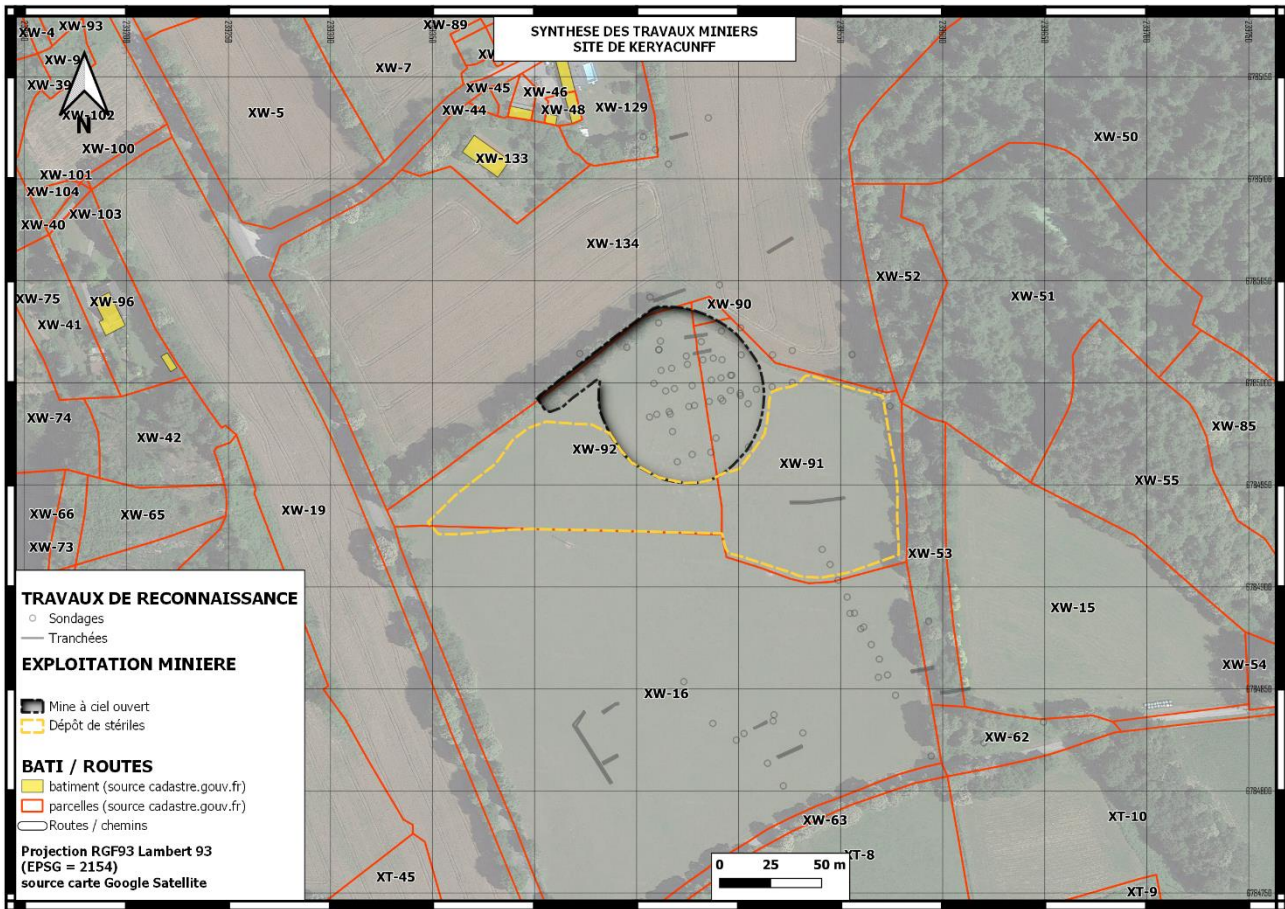 SYNTHESE DES TRAVAUX MINIERS
SITE DE KERYACUNFF
XW-4
XW-93
XW-89
XW-9
XW-7
XW-39
XW-45
XW-46
XW-102
XW-5
XW-44
XW-48
XW-129
XW-50
XW-100
XW-133
XW-101
XW-104
XW-103
XW-40
XW-134
XW-52
XW-75
XW-96
XW-90
XW-51
XW-41
XW-74
XW-42
XW-92
XW-91
XW-85
XW-55
XW-66
XW-65
XW-19
XW-73
XW-53
XW-15
XW-54
XW-16
XW-62
XW-63
XT-10
XT-8
XT-45
XT-9
N
TRAVAUX DE RECONNAISSANCE
Sondages
Tranchées
EXPLOITATION MINIERE
Mine à ciel ouvert
Dépôt de stériles
BATI / ROUTES
batiment (source cadastre.gouv.fr)
parcelles (source cadastre.gouv.fr)
Routes / chemins
Projection RGF93 Lambert 93
(EPSG = 2154)
source carte Google Satellite
0 25 50 m